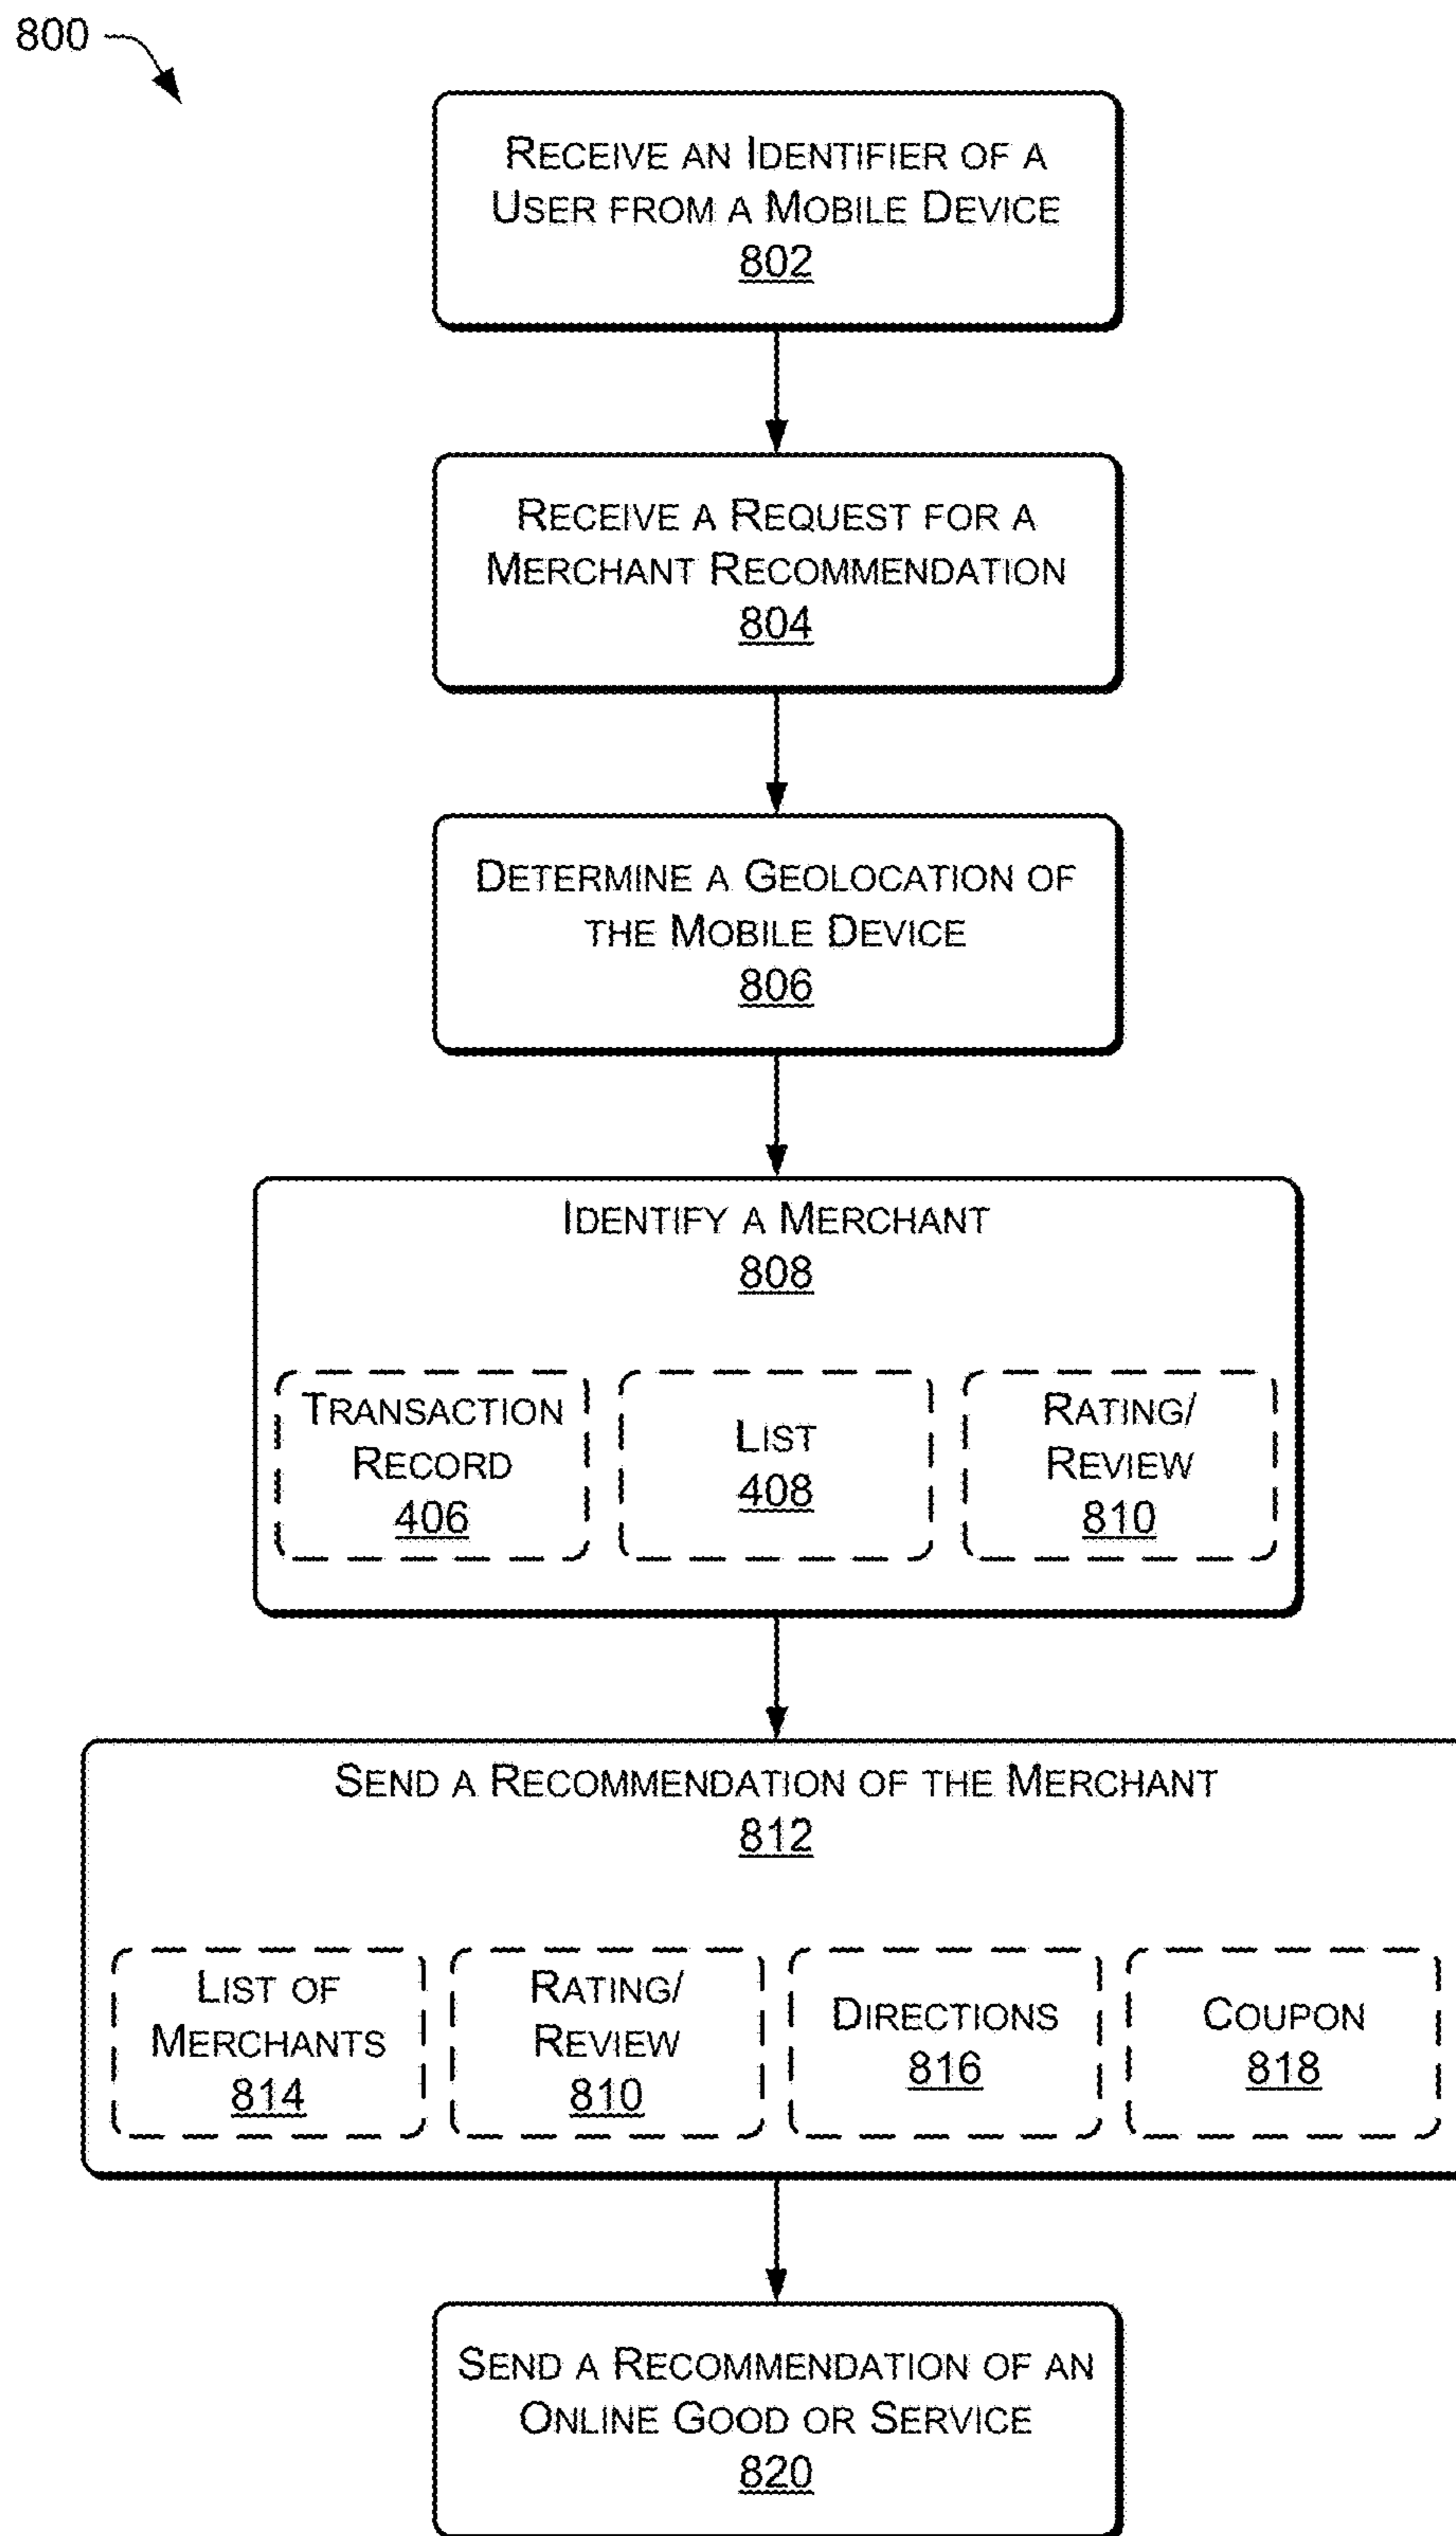 800
RECEIVE AN IDENTIFIER OF A
USER FROM A MOBILE DEVICE
802
RECEIVE A REQUEST FOR A
MERCHANT RECOMMENDATION
804
DETERMINE A GEOLOCATION OF
THE MOBILE DEVICE
806
IDENTIFY A MERCHANT
808
TRANSACTION
RECORD
406
LIST
408
RATING/
REVIEW
810
SEND A RECOMMENDATION OF THE MERCHANT
812
LIST OF
MERCHANTS
814
RATING/
REVIEW
810
DIRECTIONS
816
COUPON
818
SEND A RECOMMENDATION OF AN
ONLINE GOOD OR SERVICE
820